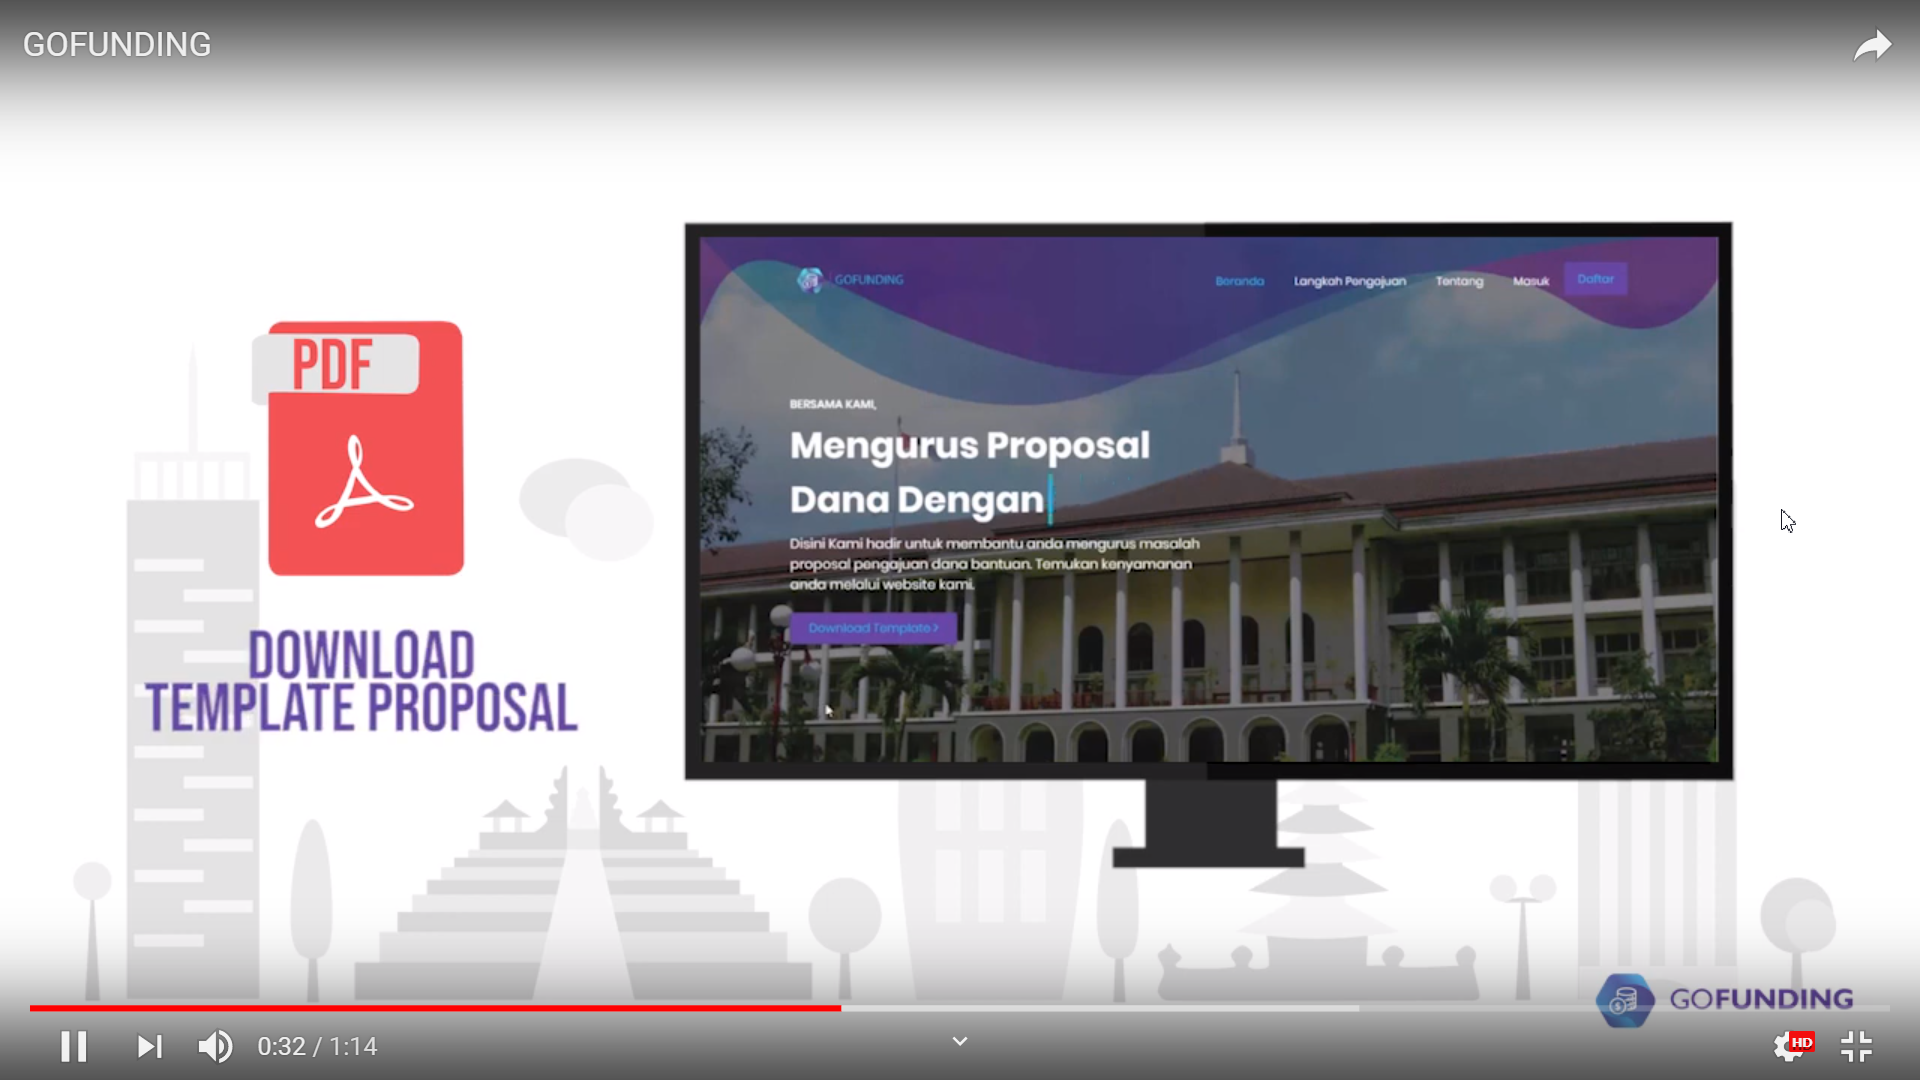 GOFUNDING
PDF
DOWNLOAD
TEMPLATE PROPOSAL
GOFUNDING
Beranda
Langkah Pengajuan
Tentang
Masuk
Daftar
BERSAMA KAMI,
Mengurus Proposal
Dana Dengan
Disini Kami hadir untuk membantu anda mengurus masalah
proposal pengajuan dana bantuan. Temukan kenyamanan
anda melalui website kami.
Download Template >
GOFUNDING
0:32 / 1:14
HD